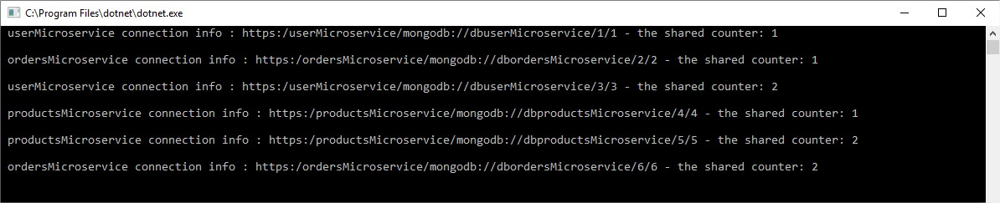 C:\Program Files\dotnet\dotnet.exe
userMicroservice connection info : https:/userMicroservice/mongodb://dbuserMicroservice/1/1 - the shared counter: 1
ordersMicroservice connection info : https:/ordersMicroservice/mongodb://dbordersMicroservice/2/2 - the shared counter: 1
userMicroservice connection info : https:/userMicroservice/mongodb://dbuserMicroservice/3/3 - the shared counter: 2
productsMicroservice connection info : https:/productsMicroservice/mongodb://dbproductsMicroservice/4/4 - the shared counter: 1
productsMicroservice connection info : https:/productsMicroservice/mongodb://dbproductsMicroservice/5/5 - the shared counter: 2
ordersMicroservice connection info : https:/ordersMicroservice/mongodb://dbordersMicroservice/6/6 - the shared counter: 2